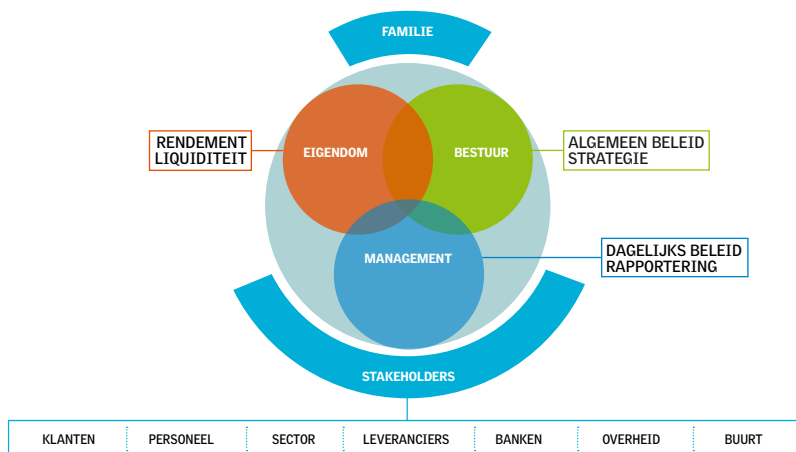 FAMILIE
RENDEMENT
LIQUIDITEIT
EIGENDOM
BESTUUR
ALGEMEEN BELEID
STRATEGIE
MANAGEMENT
DAGELIJKS BELEID
RAPPORTERING
STAKEHOLDERS
KLANTEN PERSONEEL SECTOR LEVERANCIERS BANKEN OVERHEID BUURT